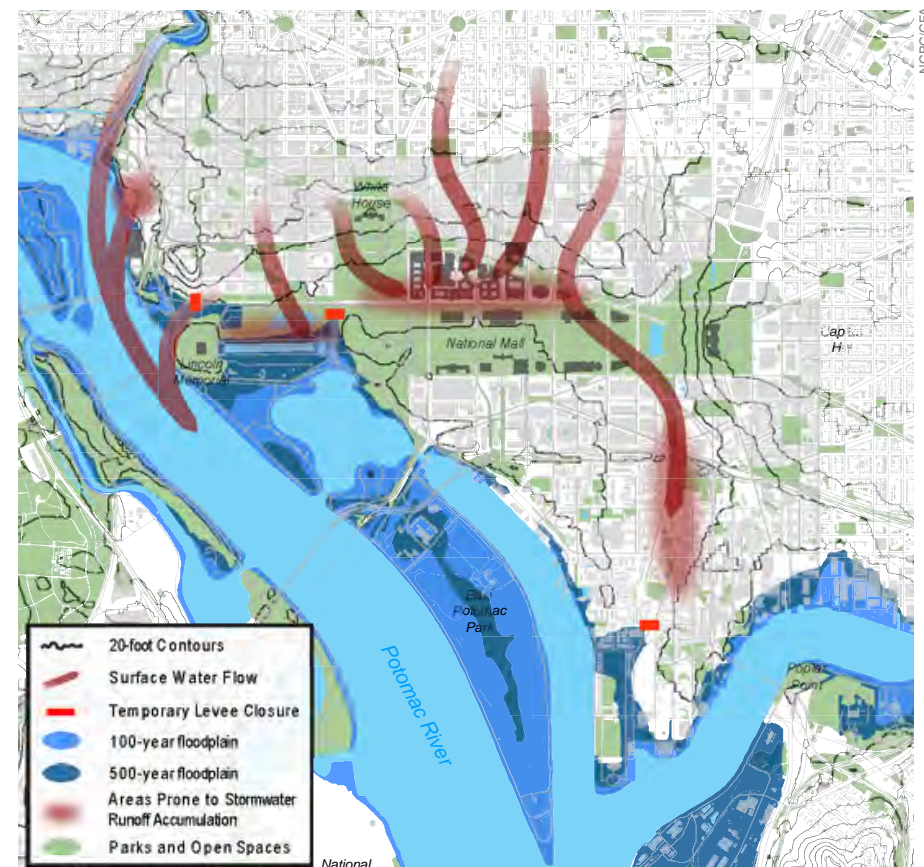 White
House
National Mall
Lincoln
Memorial
Potomac
Park
Potomac River
Point
20-foot Contours
Surface Water Flow
Temporary Levee Closure
100-year floodplain
500-year floodplain
Areas Prone to Stormwater
Runoff Accumulation
Parks and Open Spaces
National